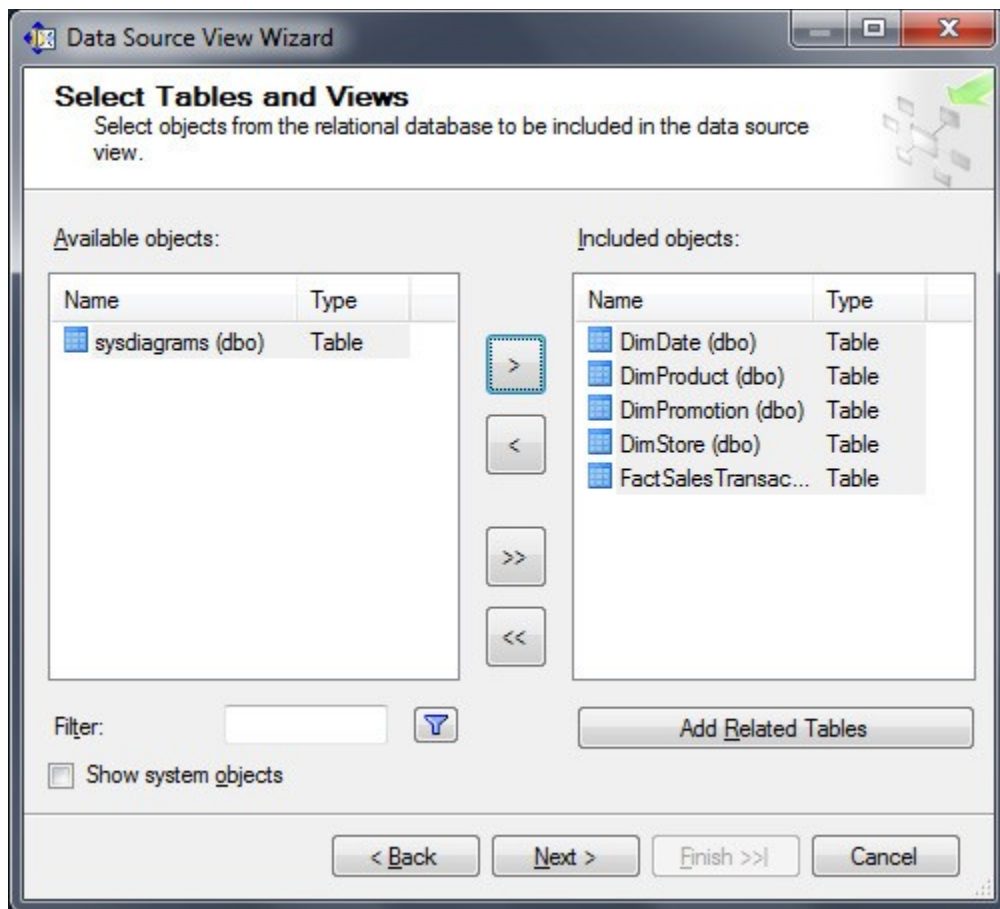 Data Source View Wizard
Select Tables and Views
Select objects from the relational database to be included in the data source
view.
Available objects:
Included objects:
Name Type
sysdiagrams (dbo) Table
>
<
>>
<<
Name Type
DimDate (dbo) Table
DimProduct (dbo) Table
DimPromotion (dbo) Table
DimStore (dbo) Table
FactSalesTransac... Table
Filter:
Add Related Tables
Show system objects
< Back Next > Finish >>| Cancel